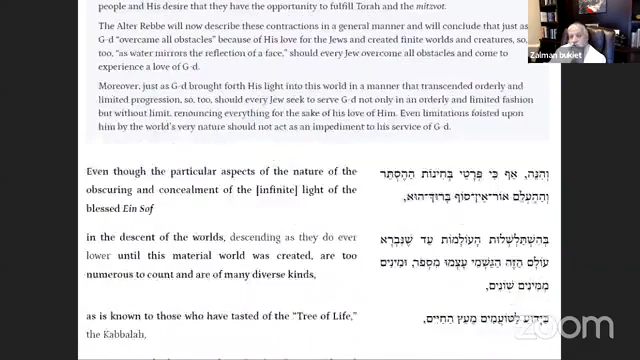 people and His desire that they have the opportunity to fulfill Torah and the mitzvot.
The Alter Rebbe will now describe these contractions in a general manner and will conclude that just as
G-d "overcame all obstacles" because of His love for the Jews and created finite worlds and creatures, so,
too, "as water mirrors the reflection of a face," should every Jew overcome all obstacles and come to
experience a love of G-d.
Moreover, just as G-d brought forth His light into this world in a manner that transcended orderly and
limited progression, so, too, should every Jew seek to serve G-d not only in an orderly and limited fashion
but without limit, renouncing everything for the sake of his love of Him. Even limitations foisted upon
him by the world's very nature should not act as an impediment to his service of G-d.
Zalman bukiet
Even though the particular aspects of the nature of the
obscuring and concealment of the [infinite] light of the
blessed Ein Sof
וְהִנֵּה, אַף כִּי פְּרָטֵי בְּחִינוֹת הַהֶסְתֵּר
וְהַהֶעְלֵם אוֹר־אֵין־סוֹף בָּרוּךְ־הוּא,
in the descent of the worlds, descending as they do ever
lower until this material world was created, are too
numerous to count and are of many diverse kinds,
בְּהִשְׁתַּלְשְׁלוּת הָעוֹלָמוֹת עַד שֶׁנִּבְרָא
עוֹלָם הַזֶּה הַגַּשְׁמִי עָצְמוּ מִסְפֵּר, וּמִינִים
מִמִּינִים שׁוֹנִים,
as is known to those who have tasted of the "Tree of Life,"
the Kabbalah,
כַּיָּדוּעַ לַטּוֹעֲמִים מֵעֵץ הַחַיִּים,
zoom